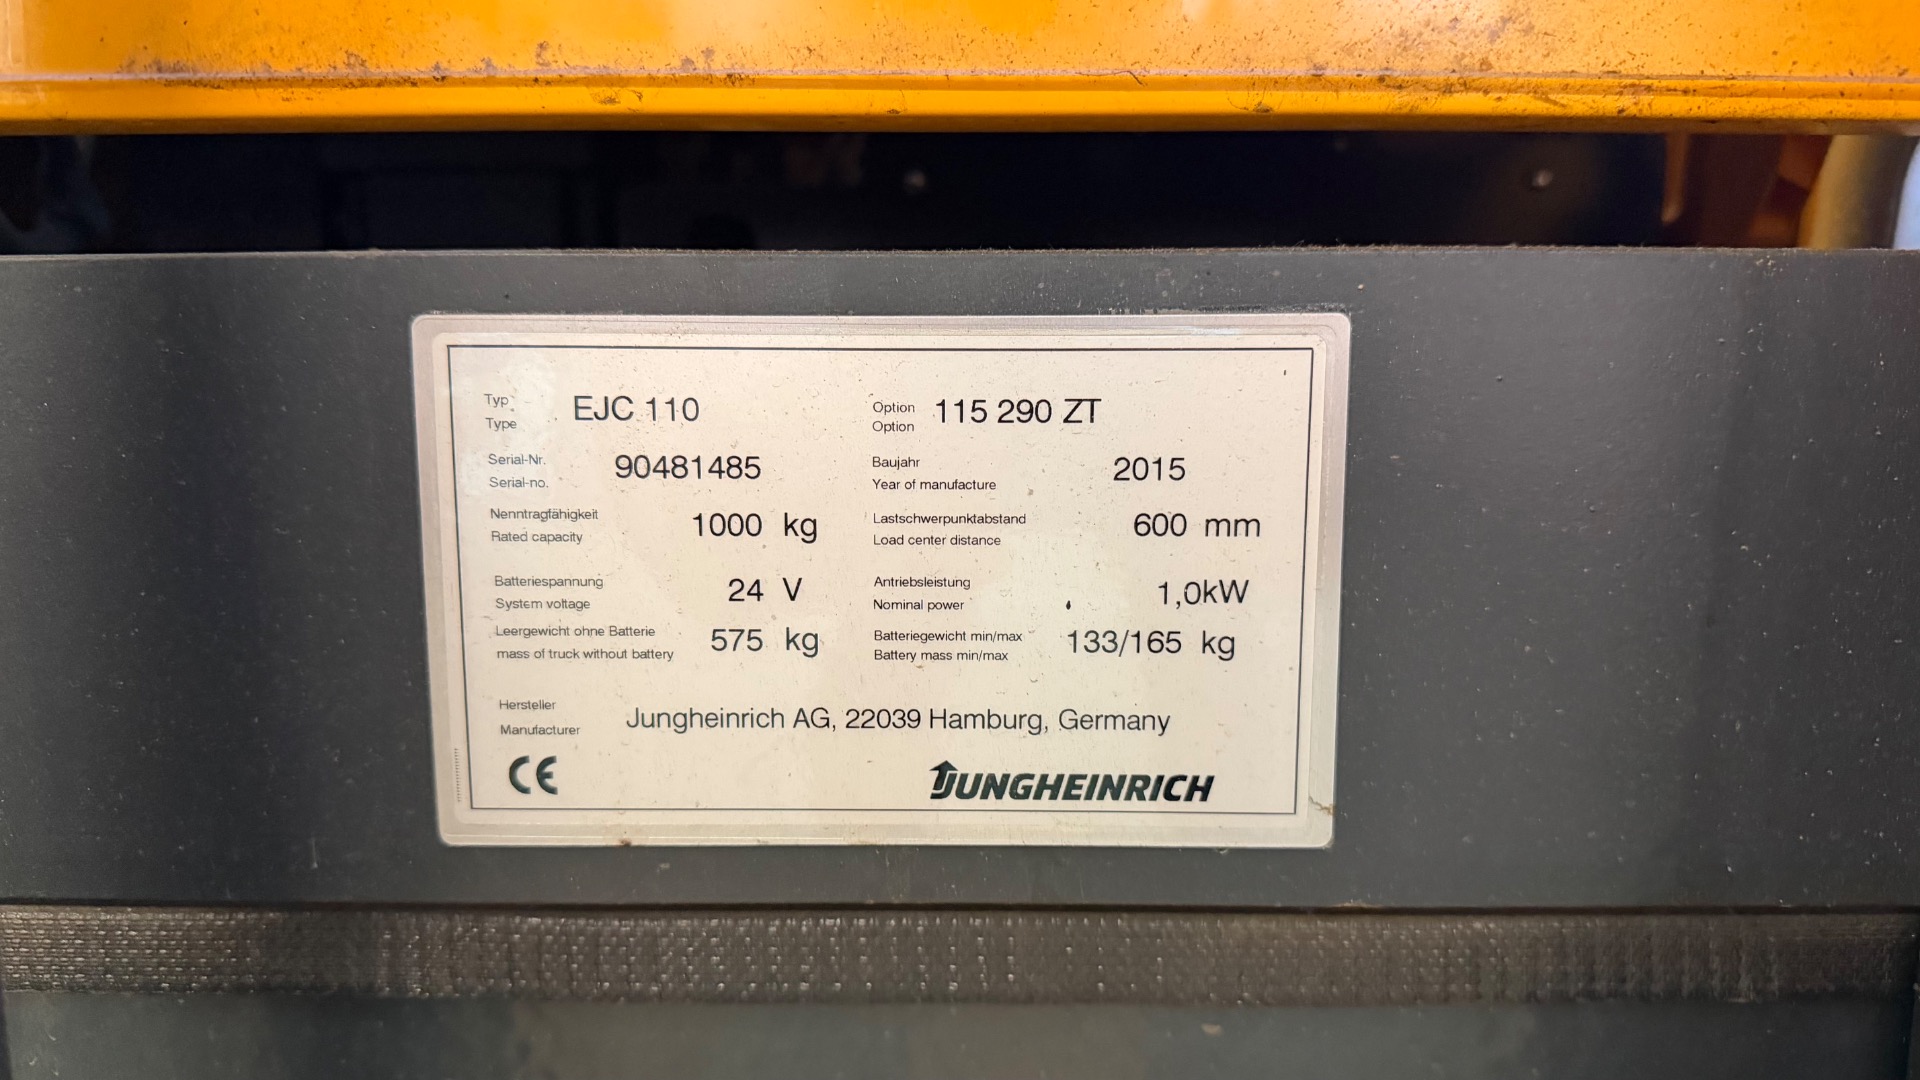 Typ EJC 110 Option 115 290 ZT
Type Option
Serial-Nr. 90481485 Baujahr 2015
Serial-no. Year of manufacture
Nenntragfähigkeit 1000 kg Lastschwerpunktabstand 600 mm
Rated capacity Load center distance
Batteriespannung 24 V Antriebsleistung 1,0kW
System voltage Nominal power
Leergewicht ohne Batterie 575 kg Batteriegewicht min/max 133/165 kg
mass of truck without battery Battery mass min/max
Hersteller Jungheinrich AG, 22039 Hamburg, Germany
Manufacturer
CE JUNGHEINRICH